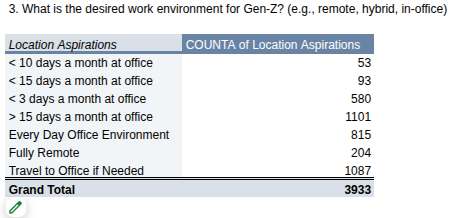 3. What is the desired work environment for Gen-Z? (e.g., remote, hybrid, in-office)
Location Aspirations COUNTA of Location Aspirations
< 10 days a month at office 53
< 15 days a month at office 93
< 3 days a month at office 580
> 15 days a month at office 1101
Every Day Office Environment 815
Fully Remote 204
Travel to Office if Needed 1087
Grand Total 3933